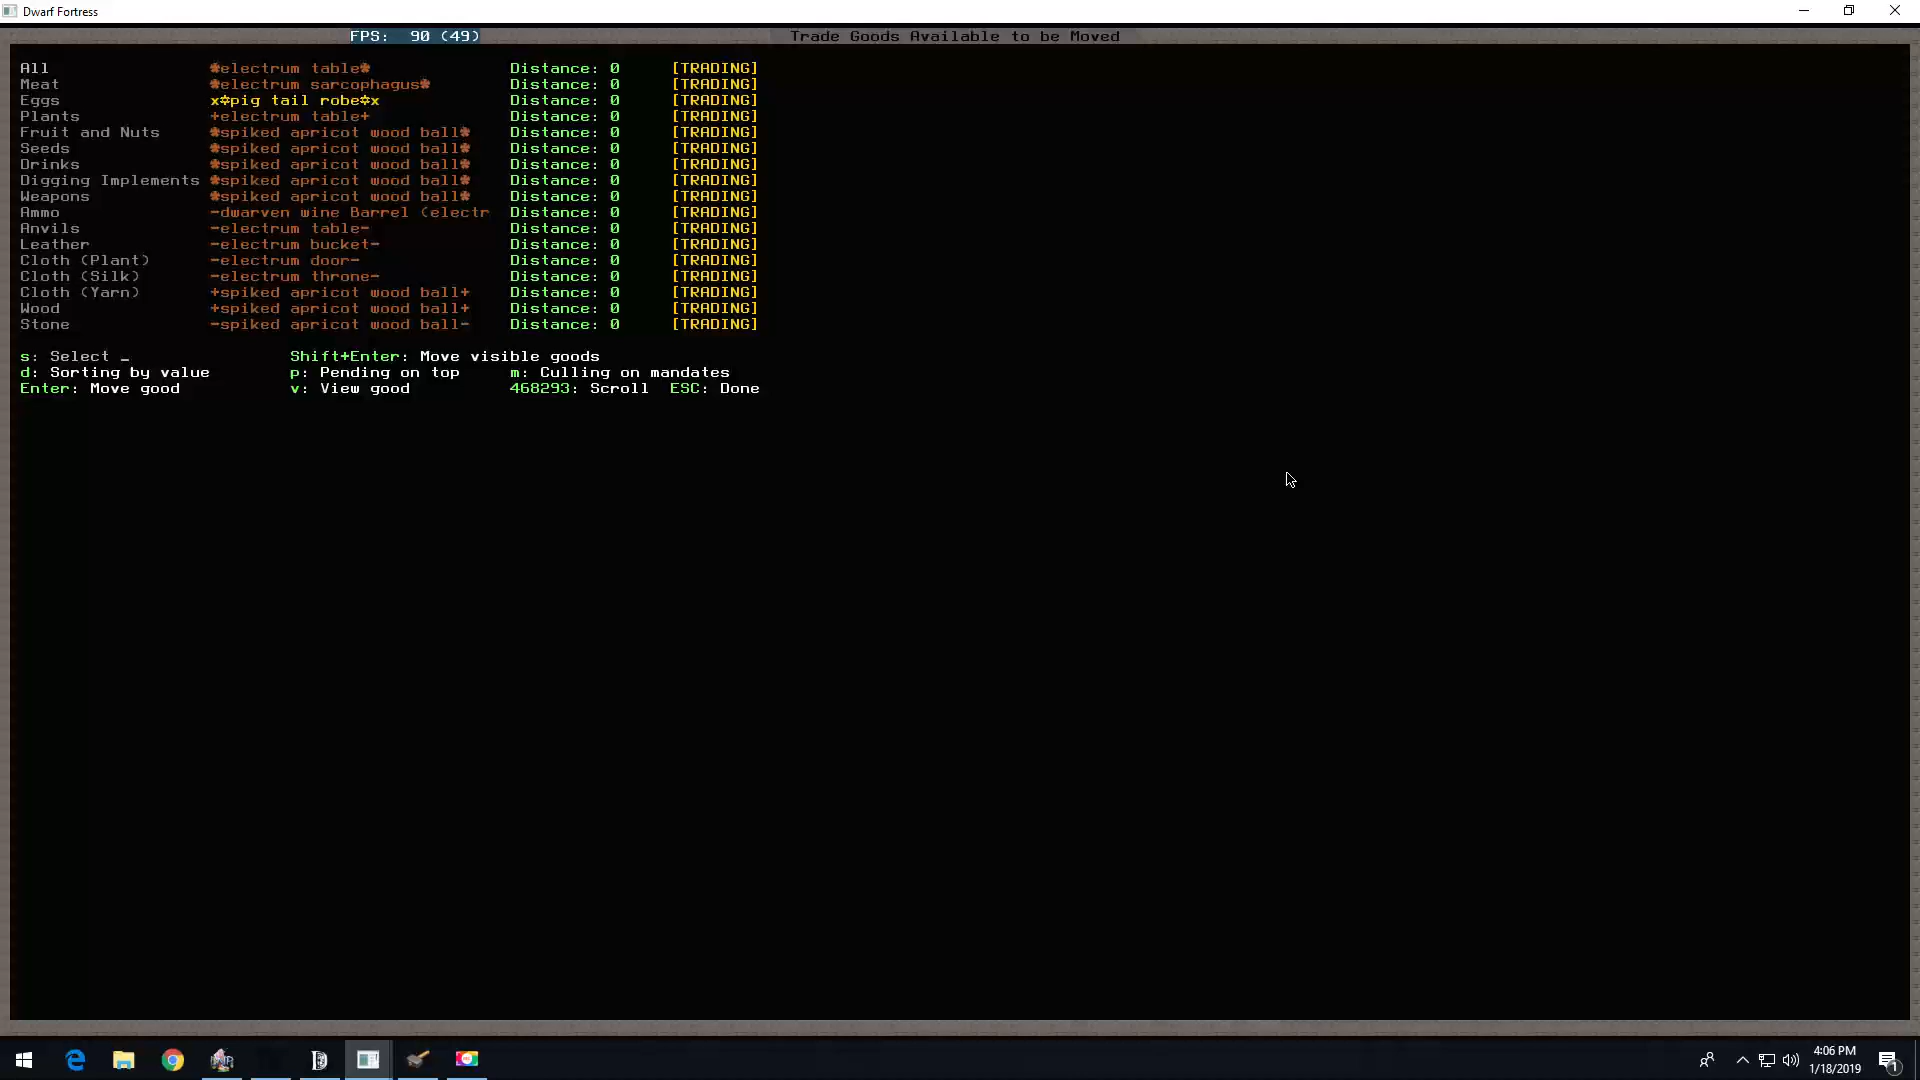 Dwarf Fortress
FPS: 90 (49) Trade Goods Available to be Moved
All ☼electrum table☼ Distance: 0 [TRADING]
Meat ☼electrum sarcophagus☼ Distance: 0 [TRADING]
Eggs x☼pig tail robe☼x Distance: 0 [TRADING]
Plants +electrum table+ Distance: 0 [TRADING]
Fruit and Nuts ☼spiked apricot wood ball☼ Distance: 0 [TRADING]
Seeds ☼spiked apricot wood ball☼ Distance: 0 [TRADING]
Drinks ☼spiked apricot wood ball☼ Distance: 0 [TRADING]
Digging Implements ☼spiked apricot wood ball☼ Distance: 0 [TRADING]
Weapons ☼spiked apricot wood ball☼ Distance: 0 [TRADING]
Ammo -dwarven wine Barrel (electr Distance: 0 [TRADING]
Anvils -electrum table- Distance: 0 [TRADING]
Leather -electrum bucket- Distance: 0 [TRADING]
Cloth (Plant) -electrum door- Distance: 0 [TRADING]
Cloth (Silk) -electrum throne- Distance: 0 [TRADING]
Cloth (Yarn) +spiked apricot wood ball+ Distance: 0 [TRADING]
Wood +spiked apricot wood ball+ Distance: 0 [TRADING]
Stone -spiked apricot wood ball- Distance: 0 [TRADING]
s: Select _ Shift+Enter: Move visible goods
d: Sorting by value p: Pending on top m: Culling on mandates
Enter: Move good v: View good 468293: Scroll ESC: Done
4:06 PM
1/18/2019
1